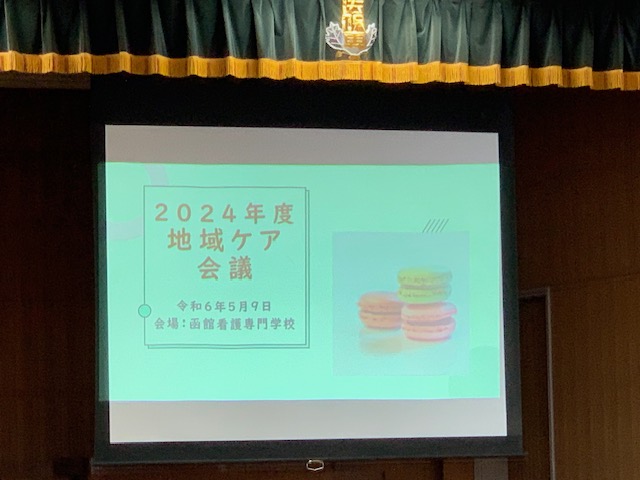 2024年度
地域ケア
会議
令和6年5月9日
会場：函館看護専門学校